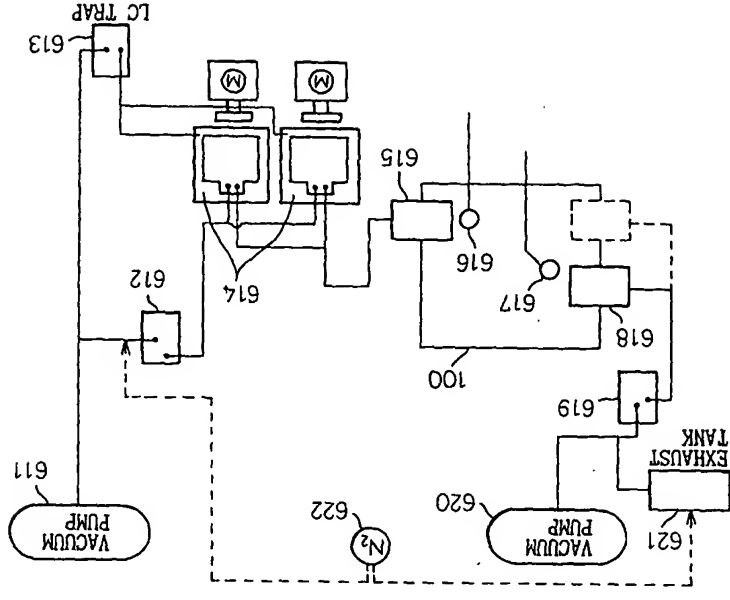 VACUUM
PUMP
620
621
EXHAUST
TANK
N₂
622
VACUUM
PUMP
611
619
100
618
617
616
615
612
614
M
M
613
LC TRAP